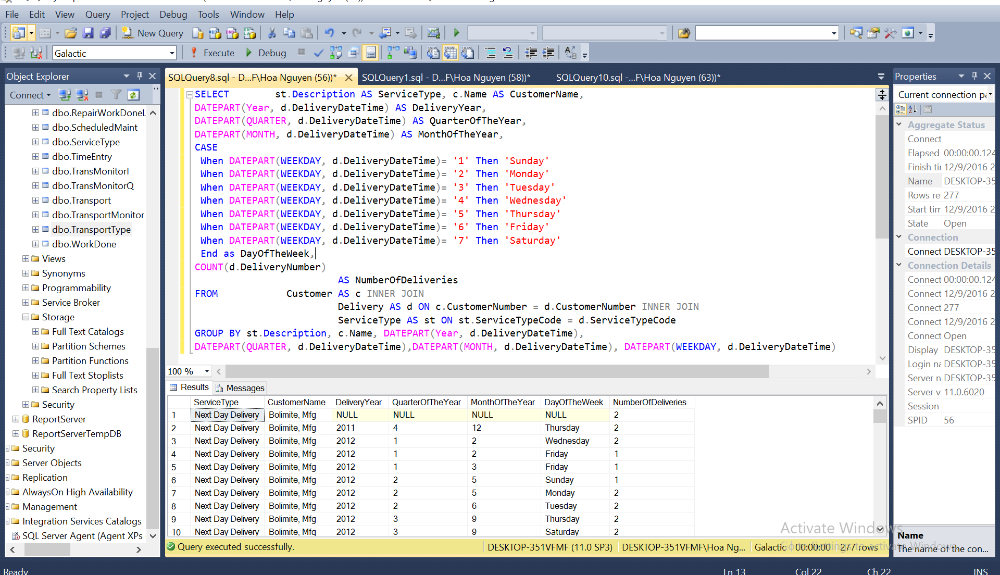 File Edit View Query Project Debug Tools Window Help
New Query
Galactic Execute Debug
Object Explorer
Connect
dbo.RepairWorkDoneL
dbo.ScheduledMaint
dbo.ServiceType
dbo.TimeEntry
dbo.TransMonitorI
dbo.TransMonitorQ
dbo.Transport
dbo.TransportMonitor
dbo.TransportType
dbo.WorkDone
Views
Synonyms
Programmability
Service Broker
Storage
Full Text Catalogs
Partition Schemes
Partition Functions
Full Text Stoplists
Search Property Lists
Security
ReportServer
ReportServerTempDB
Security
Server Objects
Replication
AlwaysOn High Availability
Management
Integration Services Catalogs
SQL Server Agent (Agent XPs
SQLQuery8.sql - D...F\Hoa Nguyen (56))* SQLQuery1.sql - D...F\Hoa Nguyen (58))* SQLQuery10.sql -...F\Hoa Nguyen (63))*
SELECT st.Description AS ServiceType, c.Name AS CustomerName,
DATEPART(Year, d.DeliveryDateTime) AS DeliveryYear,
DATEPART(QUARTER, d.DeliveryDateTime) AS QuarterOfTheYear,
DATEPART(MONTH, d.DeliveryDateTime) AS MonthOfTheYear,
CASE
When DATEPART(WEEKDAY, d.DeliveryDateTime)= '1' Then 'Sunday'
When DATEPART(WEEKDAY, d.DeliveryDateTime)= '2' Then 'Monday'
When DATEPART(WEEKDAY, d.DeliveryDateTime)= '3' Then 'Tuesday'
When DATEPART(WEEKDAY, d.DeliveryDateTime)= '4' Then 'Wednesday'
When DATEPART(WEEKDAY, d.DeliveryDateTime)= '5' Then 'Thursday'
When DATEPART(WEEKDAY, d.DeliveryDateTime)= '6' Then 'Friday'
When DATEPART(WEEKDAY, d.DeliveryDateTime)= '7' Then 'Saturday'
End as DayOfTheWeek,
COUNT(d.DeliveryNumber)
AS NumberOfDeliveries
FROM Customer AS c INNER JOIN
Delivery AS d ON c.CustomerNumber = d.CustomerNumber INNER JOIN
ServiceType AS st ON st.ServiceTypeCode = d.ServiceTypeCode
GROUP BY st.Description, c.Name, DATEPART(Year, d.DeliveryDateTime),
DATEPART(QUARTER, d.DeliveryDateTime),DATEPART(MONTH, d.DeliveryDateTime), DATEPART(WEEKDAY, d.DeliveryDateTime)
100 %
Results Messages
ServiceType CustomerName DeliveryYear QuarterOfTheYear MonthOfTheYear DayOfTheWeek NumberOfDeliveries
1 Next Day Delivery Bolimite, Mfg NULL NULL NULL NULL 2
2 Next Day Delivery Bolimite, Mfg 2011 4 12 Thursday 2
3 Next Day Delivery Bolimite, Mfg 2012 1 2 Wednesday 2
4 Next Day Delivery Bolimite, Mfg 2012 1 2 Friday 1
5 Next Day Delivery Bolimite, Mfg 2012 1 3 Friday 1
6 Next Day Delivery Bolimite, Mfg 2012 2 5 Sunday 1
7 Next Day Delivery Bolimite, Mfg 2012 2 5 Monday 2
8 Next Day Delivery Bolimite, Mfg 2012 2 6 Tuesday 2
9 Next Day Delivery Bolimite, Mfg 2012 3 9 Thursday 2
10 Next Day Delivery Bolimite, Mfg 2012 3 9 Saturday 2
Query executed successfully. DESKTOP-351VFMF (11.0 SP3) DESKTOP-351VFMF\Hoa Ng... Galactic 00:00:00 277 rows
Properties
Current connection pa
Aggregate Status
Connect
Elapsed 00:00:00.124
Finish tir 12/9/2016 2
Name DESKTOP-35
Rows re 277
Start tim 12/9/2016 2
State Open
Connection
Connect DESKTOP-35
Connection Details
Connect 00:00:00.124
Connect 12/9/2016 2
Connect 277
Connect 12/9/2016 2
Connect Open
Display DESKTOP-35
Login na DESKTOP-35
Server n DESKTOP-35
Server v 11.0.6020
Session
SPID 56
Name
The name of the con...
Activate Windows
Go to Settings to activate Windows.
Ready Ln 13 Col 22 Ch 22 INS